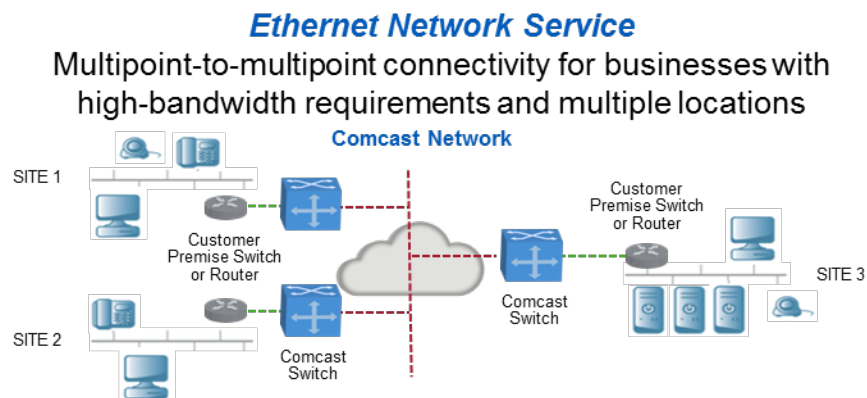 Ethernet Network Service
Multipoint-to-multipoint connectivity for businesses with
high-bandwidth requirements and multiple locations
Comcast Network
SITE 1
Customer
Premise Switch
or Router
SITE 2
Comcast
Switch
Customer
Premise Switch
or Router
Comcast
Switch
SITE 3